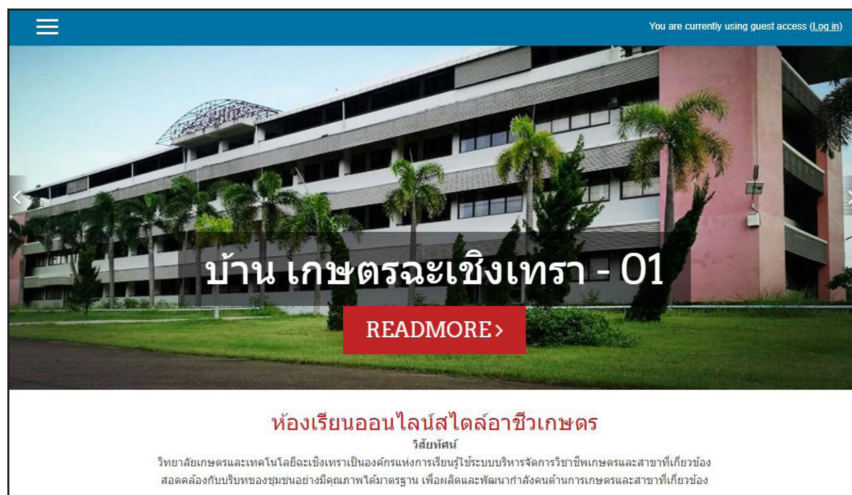 You are currently using guest access (Log in)
บ้าน เกษตรฉะเชิงเทรา - 01
READMORE
ห้องเรียนออนไลน์สไตล์อาชีวเกษตร
วิสัยทัศน์
วิทยาลัยเกษตรและเทคโนโลยีฉะเชิงเทราเป็นองค์กรแห่งการเรียนรู้ใช้ระบบบริหารจัดการวิชาชีพเกษตรและสาขาที่เกี่ยวข้อง
สอดคล้องกับบริบทของชุมชนอย่างมีคุณภาพได้มาตรฐาน เพื่อผลิตและพัฒนากำลังคนด้านการเกษตรและสาขาที่เกี่ยวข้อง